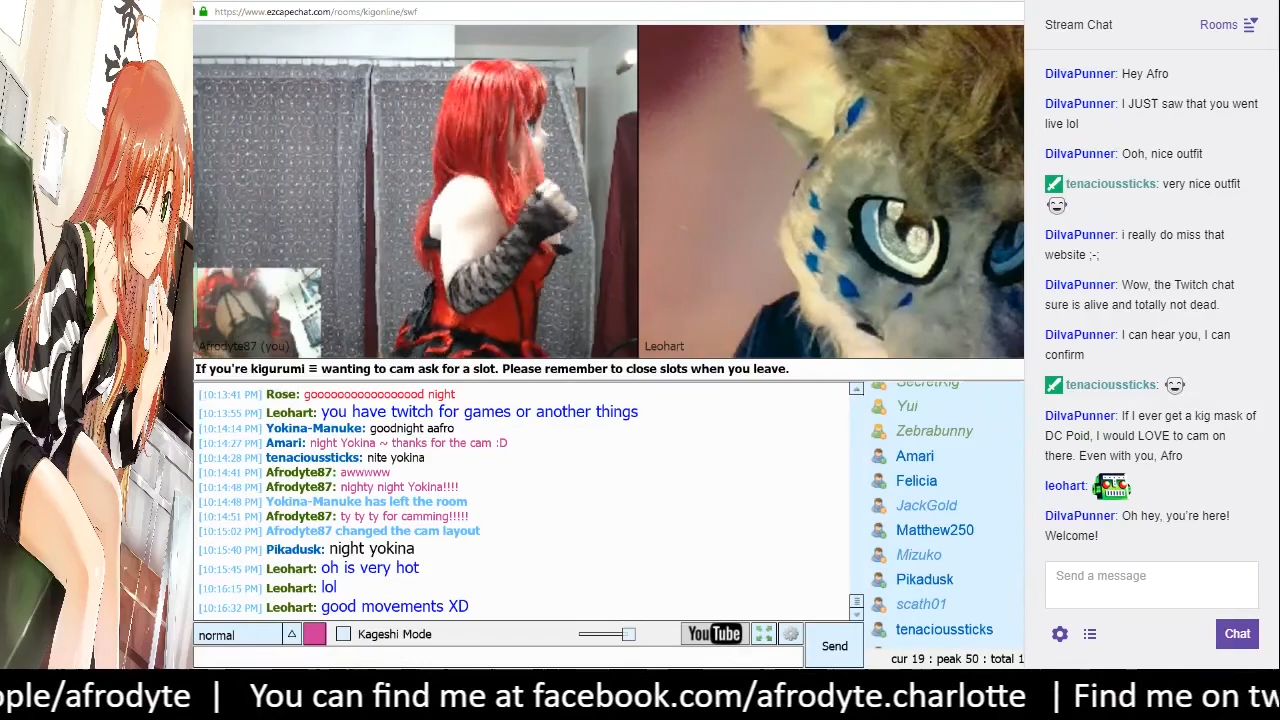 https://www.ezcapechat.com/rooms/kigonline/swf
Afrodyte87 (you)
Leohart
If you're kigurumi ≡ wanting to cam ask for a slot. Please remember to close slots when you leave.
[10:13:41 PM] Rose: goooooooooooooooood night
[10:13:55 PM] Leohart: you have twitch for games or another things
[10:14:14 PM] Yokina-Manuke: goodnight aafro
[10:14:27 PM] Amari: night Yokina ~ thanks for the cam :D
[10:14:28 PM] tenacioussticks: nite yokina
[10:14:41 PM] Afrodyte87: awwwww
[10:14:48 PM] Afrodyte87: nighty night Yokina!!!!
[10:14:48 PM] Yokina-Manuke has left the room
[10:14:51 PM] Afrodyte87: ty ty ty for camming!!!!!
[10:15:02 PM] Afrodyte87 changed the cam layout
[10:15:40 PM] Pikadusk: night yokina
[10:15:45 PM] Leohart: oh is very hot
[10:16:15 PM] Leohart: lol
[10:16:32 PM] Leohart: good movements XD
normal
Kageshi Mode
YouTube
Send
SecretKig
Yui
Zebrabunny
Amari
Felicia
JackGold
Matthew250
Mizuko
Pikadusk
scath01
tenacioussticks
cur 19 : peak 50 : total 1
Stream Chat
Rooms
DilvaPunner: Hey Afro
DilvaPunner: I JUST saw that you went
live lol
DilvaPunner: Ooh, nice outfit
tenacioussticks: very nice outfit
DilvaPunner: i really do miss that
website ;-;
DilvaPunner: Wow, the Twitch chat
sure is alive and totally not dead.
DilvaPunner: I can hear you, I can
confirm
tenacioussticks:
DilvaPunner: If I ever get a kig mask of
DC Poid, I would LOVE to cam on
there. Even with you, Afro
leohart:
DilvaPunner: Oh hey, you're here!
Welcome!
Send a message
Chat
ople/afrodyte | You can find me at facebook.com/afrodyte.charlotte | Find me on tw